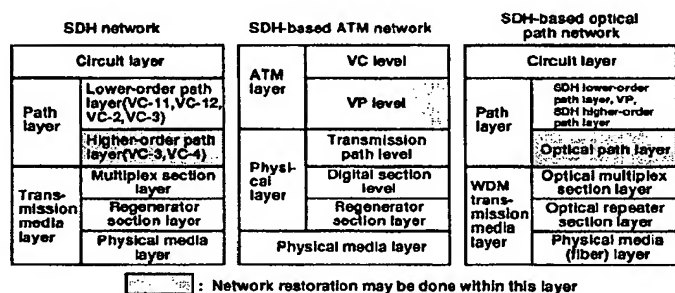 SDH network
Circuit layer
Path
layer
Lower-order path
layer(VC-11,VC-12,
VC-2,VC-3)
Higher-order path
layer(VC-3,VC-4)
Trans-
mission
media
layer
Multiplex section
layer
Regenerator
section layer
Physical media
layer
SDH-based ATM network
ATM
layer
VC level
VP level
Physi-
cal
layer
Transmission
path level
Digital section
level
Regenerator
section layer
Physical media layer
SDH-based optical
path network
Circuit layer
Path
layer
SDH lower-order
path layer, VP,
SDH higher-order
path layer
Optical path layer
WDM
trans-
mission
media
layer
Optical multiplex
section layer
Optical repeater
section layer
Physical media
(fiber) layer
: Network restoration may be done within this layer